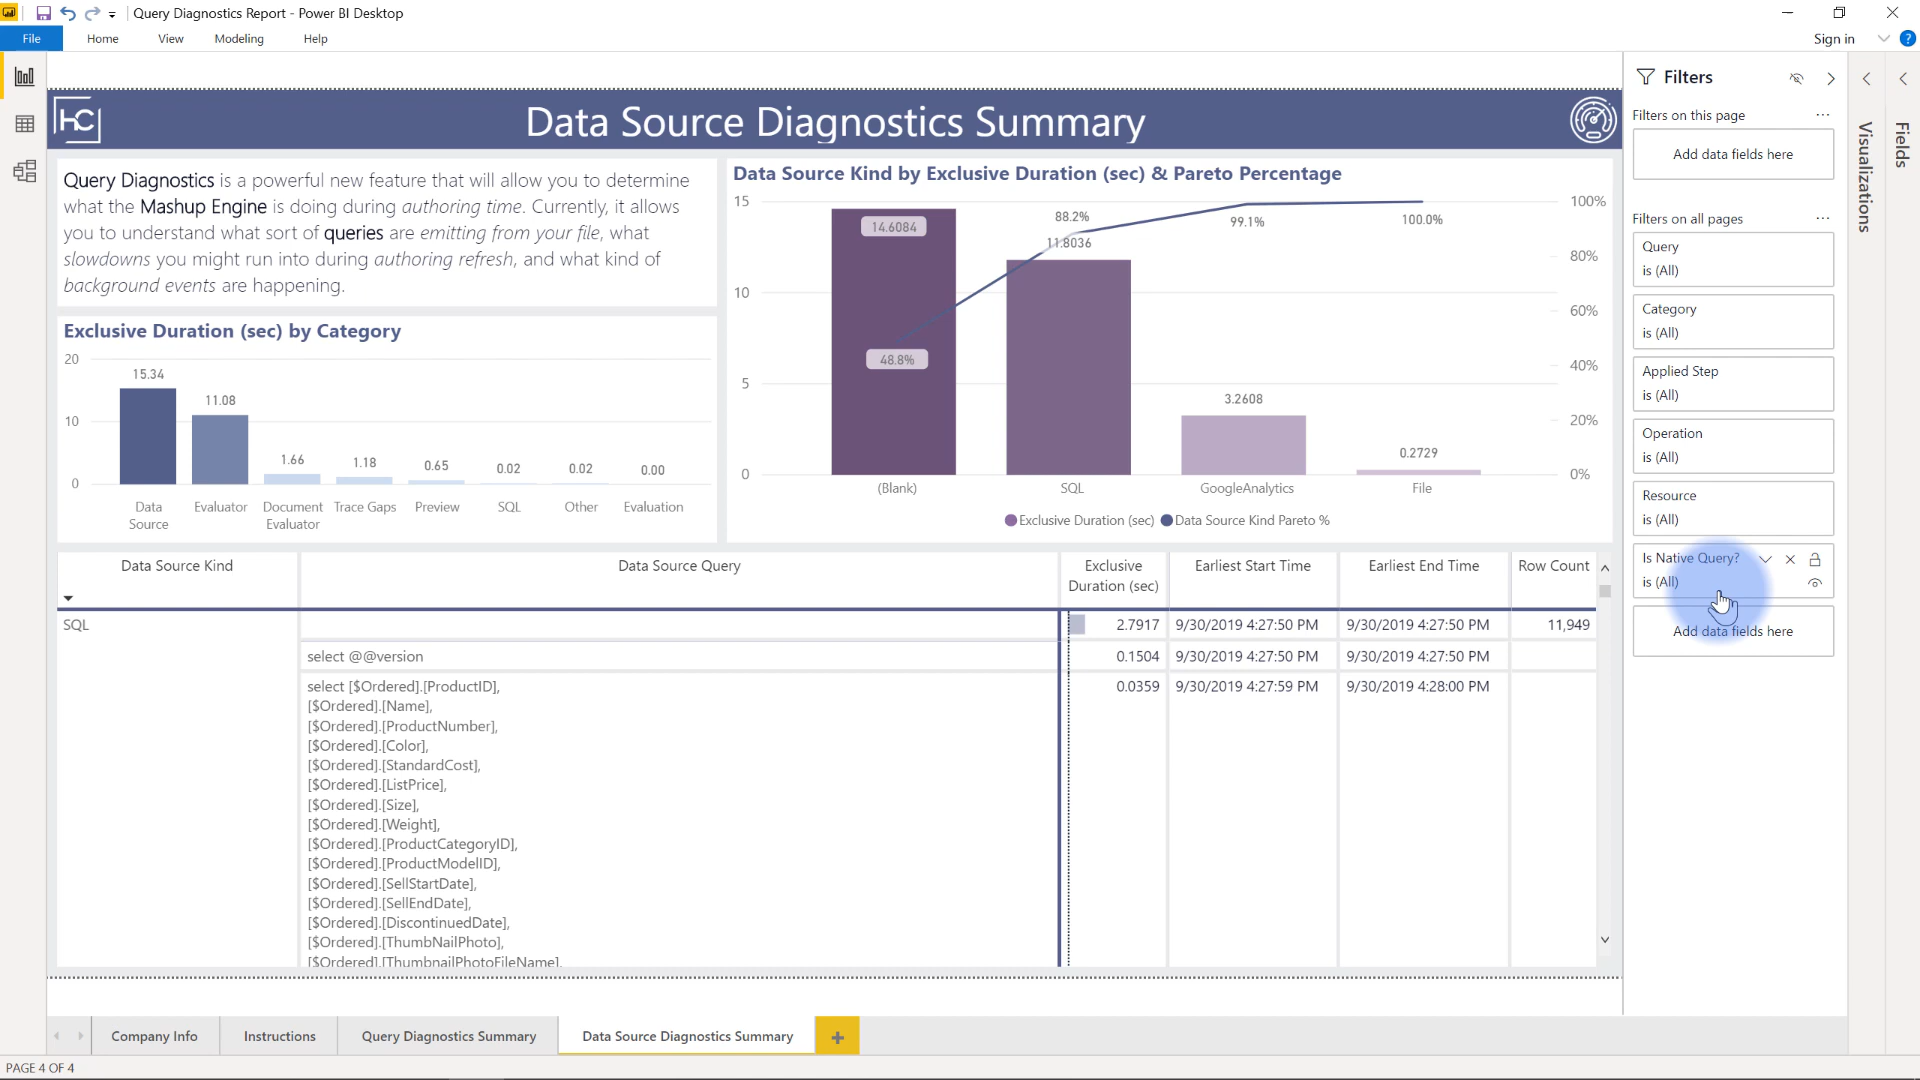 Query Diagnostics Report - Power BI Desktop
File
Home
View
Modeling
Help
Sign in
?
HC
Data Source Diagnostics Summary
Query Diagnostics is a powerful new feature that will allow you to determine
what the Mashup Engine is doing during authoring time. Currently, it allows
you to understand what sort of queries are emitting from your file, what
slowdowns you might run into during authoring refresh, and what kind of
background events are happening.
Exclusive Duration (sec) by Category
20
10
0
15.34
11.08
1.66
1.18
0.65
0.02
0.02
0.00
Data
Source
Evaluator
Document
Evaluator
Trace Gaps
Preview
SQL
Other
Evaluation
Data Source Kind by Exclusive Duration (sec) & Pareto Percentage
15
10
5
0
100%
80%
60%
40%
20%
0%
14.6084
48.8%
88.2%
11.8036
99.1%
3.2608
100.0%
0.2729
(Blank)
SQL
GoogleAnalytics
File
Exclusive Duration (sec)
Data Source Kind Pareto %
Data Source Kind
Data Source Query
Exclusive
Duration (sec)
Earliest Start Time
Earliest End Time
Row Count
SQL
2.7917 9/30/2019 4:27:50 PM 9/30/2019 4:27:50 PM 11,949
select @@version 0.1504 9/30/2019 4:27:50 PM 9/30/2019 4:27:50 PM
select [$Ordered].[ProductID], 0.0359 9/30/2019 4:27:59 PM 9/30/2019 4:28:00 PM
[$Ordered].[Name],
[$Ordered].[ProductNumber],
[$Ordered].[Color],
[$Ordered].[StandardCost],
[$Ordered].[ListPrice],
[$Ordered].[Size],
[$Ordered].[Weight],
[$Ordered].[ProductCategoryID],
[$Ordered].[ProductModelID],
[$Ordered].[SellStartDate],
[$Ordered].[SellEndDate],
[$Ordered].[DiscontinuedDate],
[$Ordered].[ThumbNailPhoto],
[$Ordered].[ThumbnailPhotoFileName],
Filters
Filters on this page
...
Add data fields here
Filters on all pages
...
Query
is (All)
Category
is (All)
Applied Step
is (All)
Operation
is (All)
Resource
is (All)
Is Native Query?
is (All)
Add data fields here
Visualizations
Fields
Company Info
Instructions
Query Diagnostics Summary
Data Source Diagnostics Summary
+
PAGE 4 OF 4